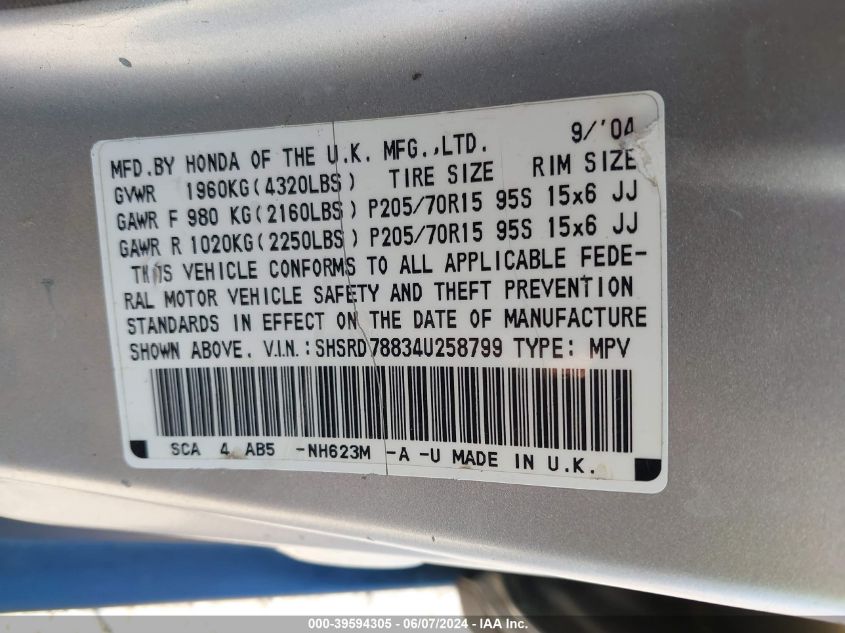 9/'04
MFD.BY HONDA OF THE U.K. MFG.,LTD.
GVWR 1960KG(4320LBS) TIRE SIZE RIM SIZE
GAWR F 980 KG(2160LBS) P205/70R15 95S 15x6 JJ
GAWR R 1020KG(2250LBS) P205/70R15 95S 15x6 JJ
THIS VEHICLE CONFORMS TO ALL APPLICABLE FEDE-
RAL MOTOR VEHICLE SAFETY AND THEFT PREVENTION
STANDARDS IN EFFECT ON THE DATE OF MANUFACTURE
SHOWN ABOVE. V.I.N.:SHSRD78834U258799 TYPE: MPV
SCA 4 AB5 -NH623M -A -U MADE IN U.K.
000-39594305 - 06/07/2024 - IAA Inc.